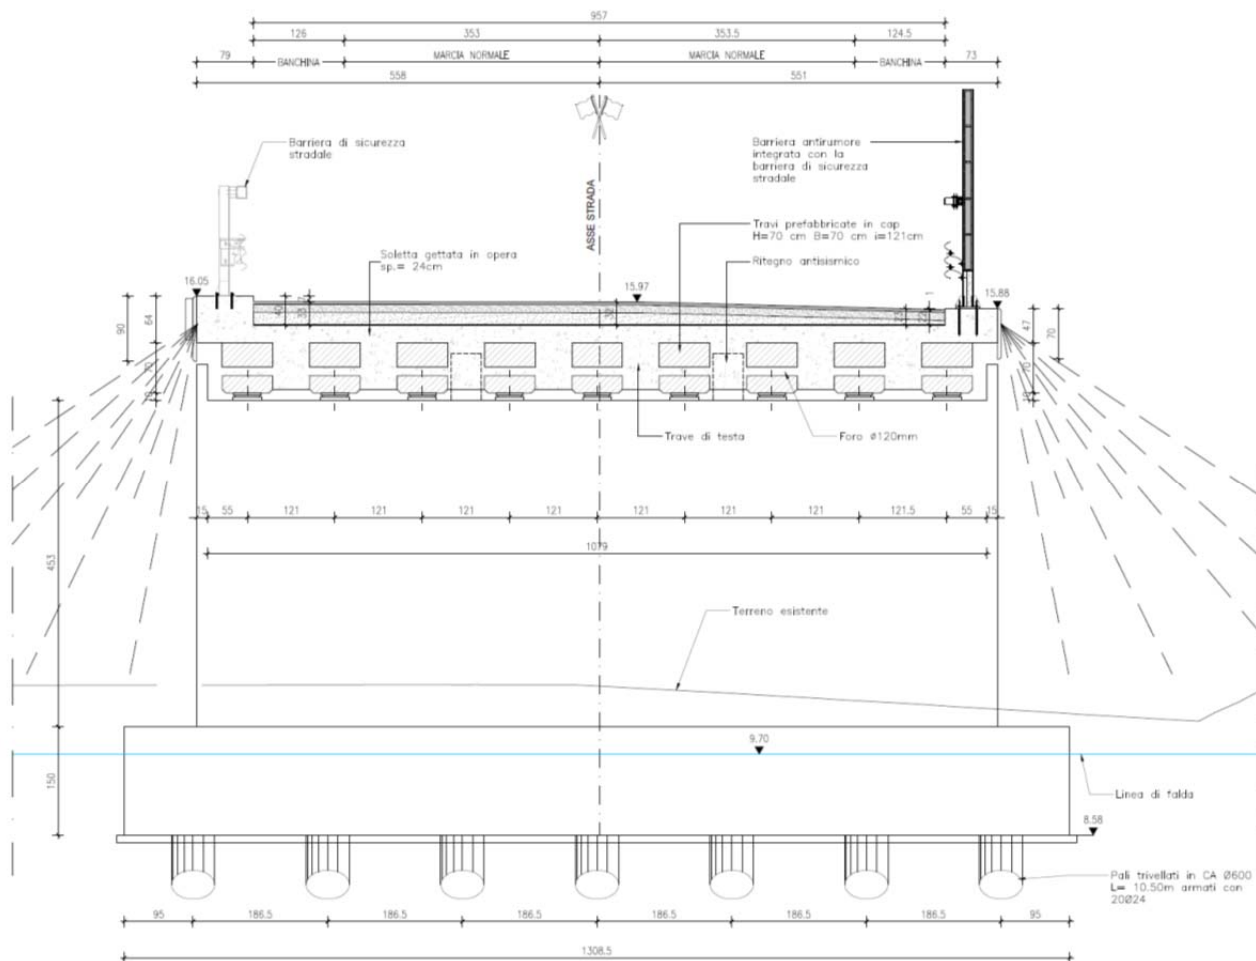 957
126
353
353.5
124.5
79
BANCHINA
MARCIA NORMALE
MARCIA NORMALE
BANCHINA
73
558
551
Barriera di sicurezza
stradale
Barriera antirumore
integrata con la
barriera di sicurezza
stradale
ASSE STRADA
Travi prefabbricate in cap
H=70 cm B=70 cm i=121cm
Soletta gettata in opera
sp.= 24cm
Ritegno antisismico
16.05
15.97
15.88
1
90
64
40
33
7
32
47
70
70
70
Trave di testa
Foro ø120mm
15
55
121
121
121
121
121
121
121
121.5
55
15
1079
453
Terreno esistente
9.70
150
Linea di falda
8.58
Pali trivellati in CA Ø600
L= 10.50m armati con
20Ø24
95
186.5
186.5
186.5
186.5
186.5
186.5
95
1308.5